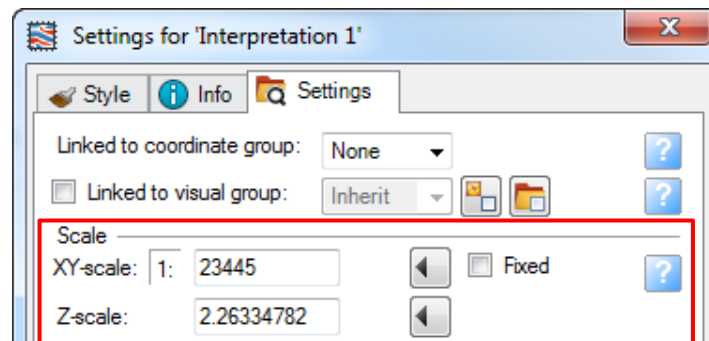 Settings for 'Interpretation 1'
Style Info Settings
Linked to coordinate group: None
Linked to visual group: Inherit
Scale
XY-scale: 1: 23445 Fixed
Z-scale: 2.26334782